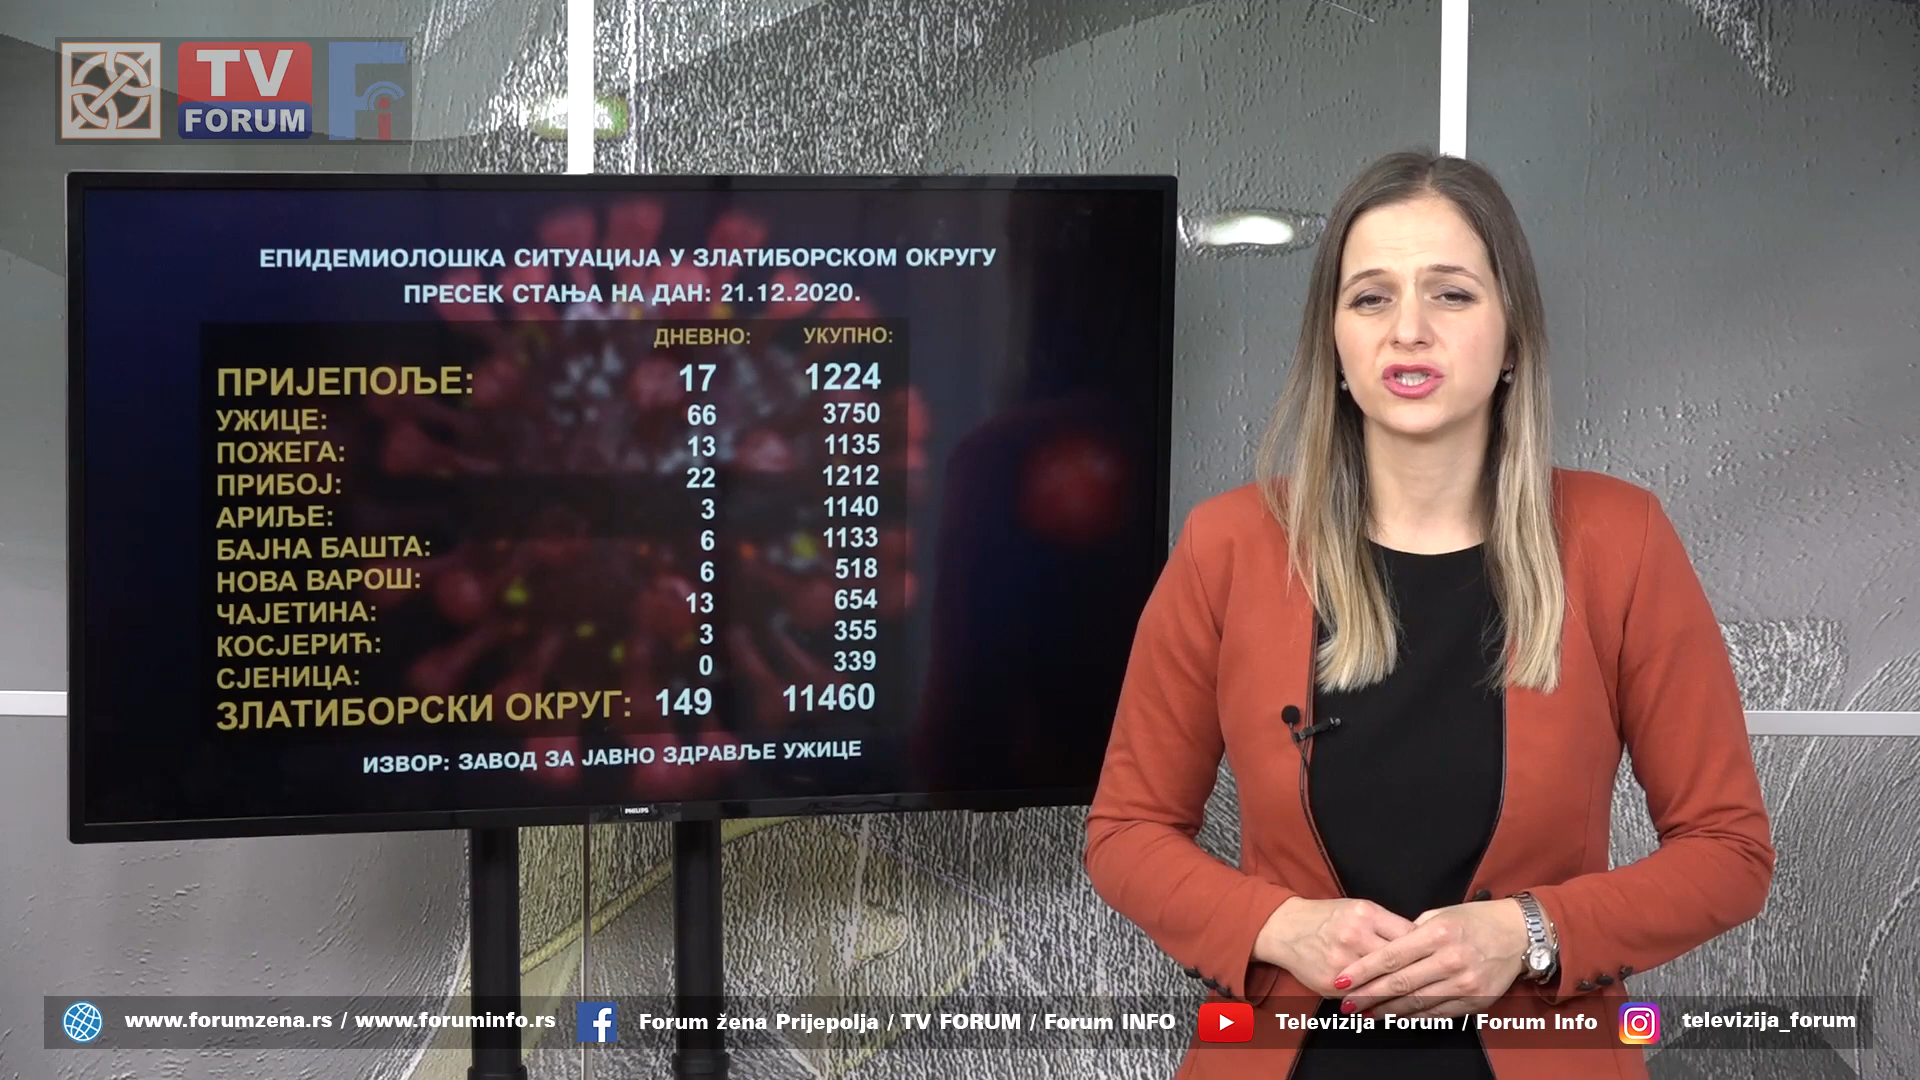 TV
FORUM
Fi
ЕПИДЕМИОЛОШКА СИТУАЦИЈА У ЗЛАТИБОРСКОМ ОКРУГУ
ПРЕСЕК СТАЊА НА ДАН: 21.12.2020.
ДНЕВНО: УКУПНО:
ПРИЈЕПОЉЕ: 17 1224
УЖИЦЕ: 66 3750
ПОЖЕГА: 13 1135
ПРИБОЈ: 22 1212
АРИЉЕ: 3 1140
БАЈНА БАШТА: 6 1133
НОВА ВАРОШ: 6 518
ЧАЈЕТИНА: 13 654
КОСЈЕРИЋ: 3 355
СЈЕНИЦА: 0 339
ЗЛАТИБОРСКИ ОКРУГ: 149 11460
ИЗВОР: ЗАВОД ЗА ЈАВНО ЗДРАВЉЕ УЖИЦЕ
PHILIPS
www.forumzena.rs / www.foruminfo.rs Forum žena Prijepolja / TV FORUM / Forum INFO Televizija Forum / Forum Info televizija_forum